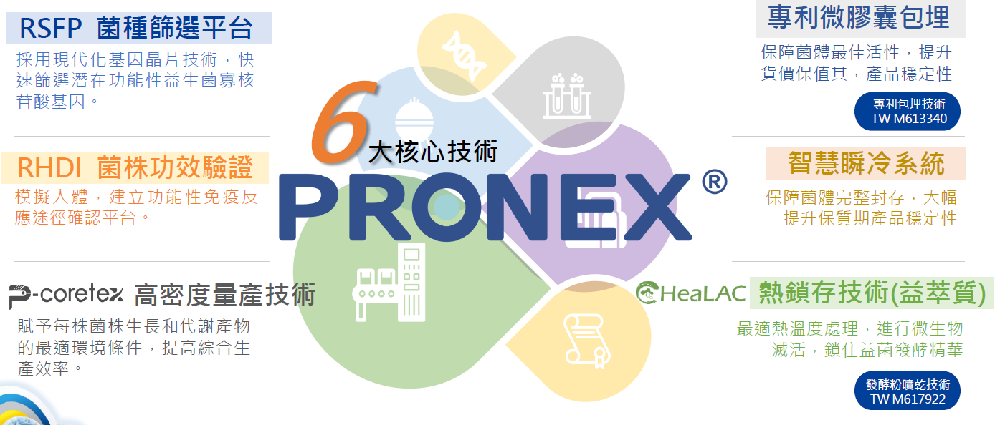 RSFP 菌種篩選平台
採用現代化基因晶片技術，快
速篩選潛在功能性益生菌寡核
苷酸基因。
RHDI 菌株功效驗證
模擬人體，建立功能性免疫反
應途徑確認平台。
P-coretex 高密度量產技術
賦予每株菌株生長和代謝產物
的最適環境條件，提高綜合生
產效率。
6
大核心技術
PRONEX®
專利微膠囊包埋
保障菌體最佳活性，提升
貨價保值其，產品穩定性
專利包埋技術
TW M613340
智慧瞬冷系統
保障菌體完整封存，大幅
提升保質期產品穩定性
HeaLAC 熱鎖存技術(益萃質)
最適熱溫度處理，進行微生物
滅活，鎖住益菌發酵精華
發酵粉噴乾技術
TW M617922